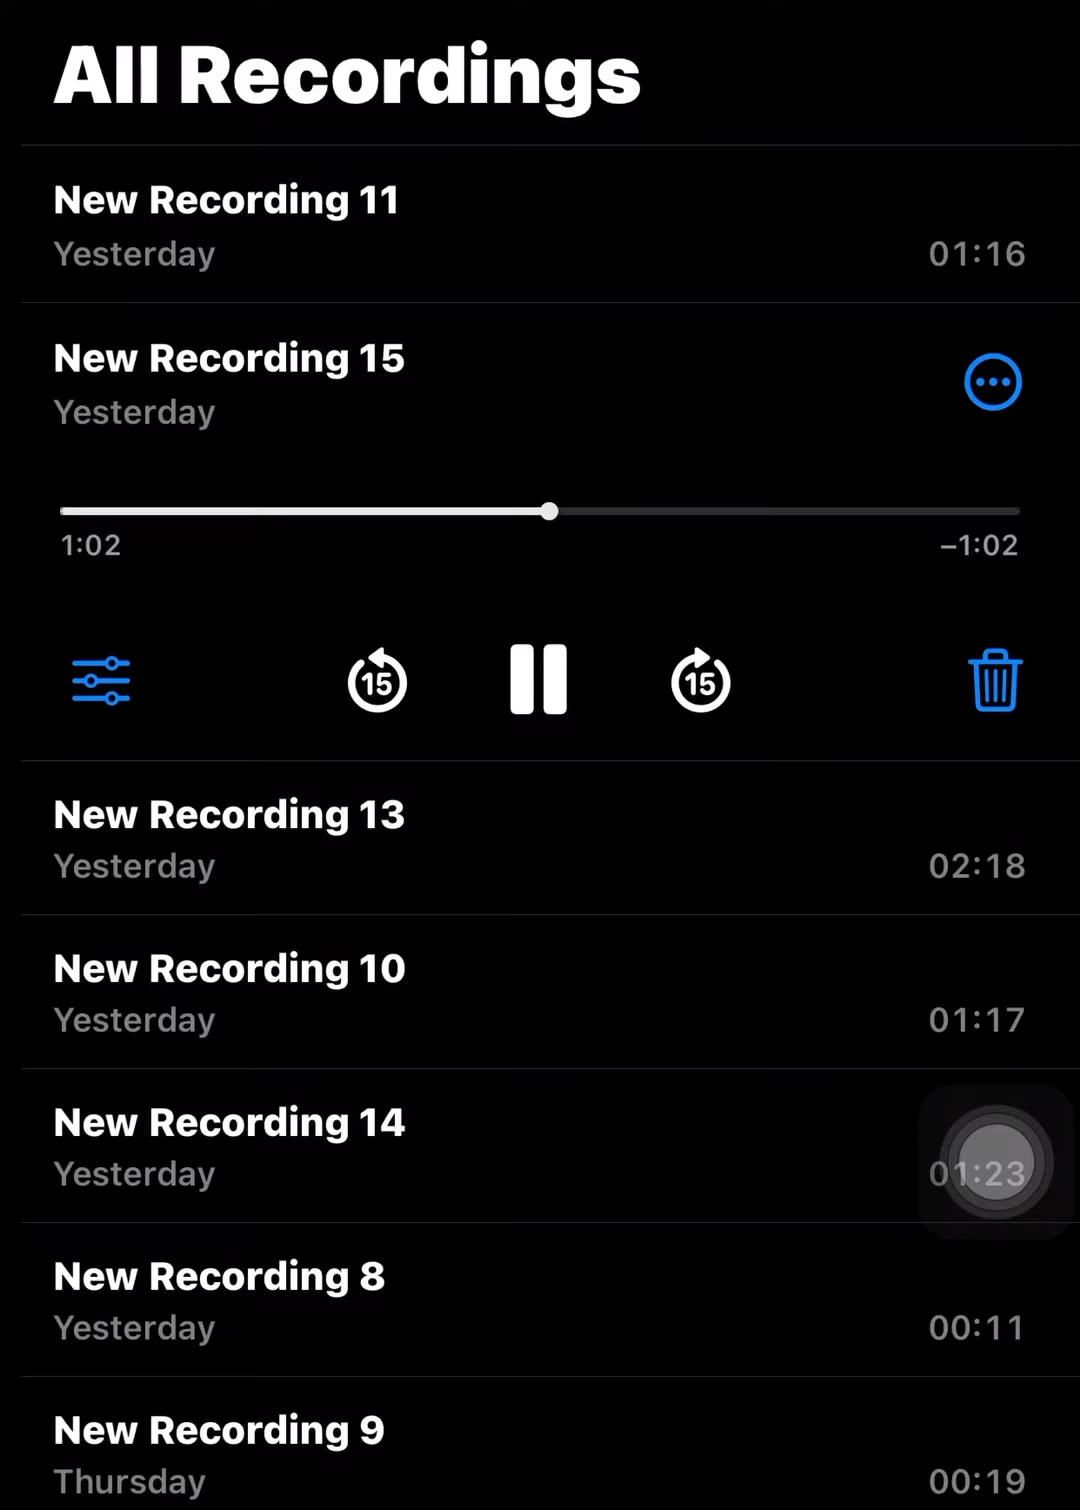 All Recordings
New Recording 11
Yesterday 01:16
New Recording 15
Yesterday
1:02 –1:02
15 15
New Recording 13
Yesterday 02:18
New Recording 10
Yesterday 01:17
New Recording 14
Yesterday 01:23
New Recording 8
Yesterday 00:11
New Recording 9
Thursday 00:19